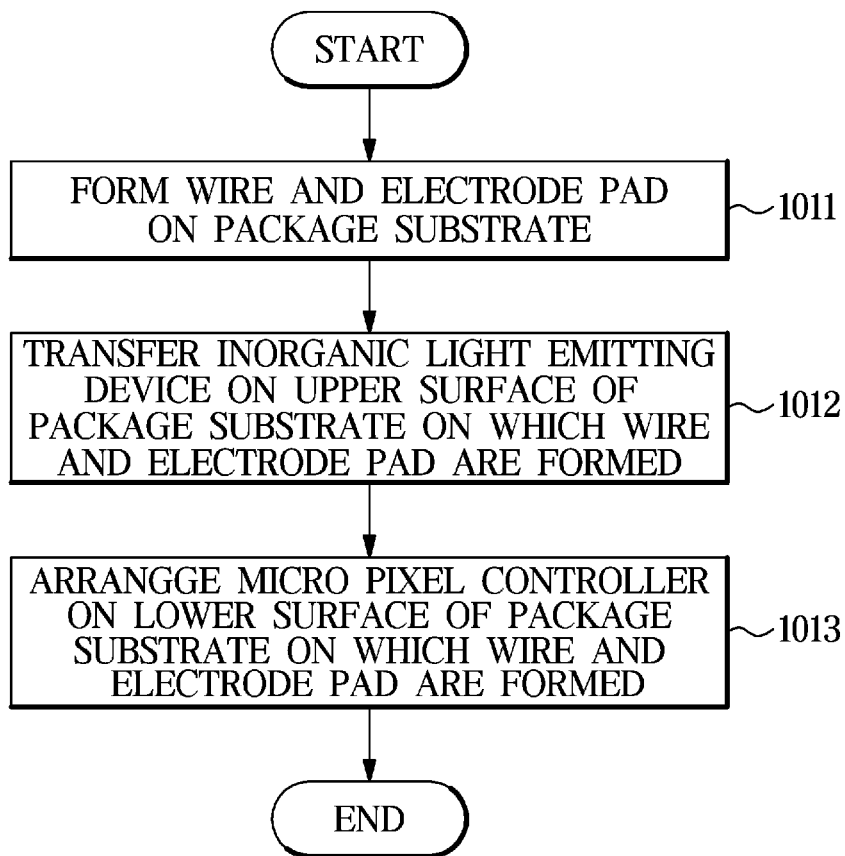 START
FORM WIRE AND ELECTRODE PAD
ON PACKAGE SUBSTRATE
1011
TRANSFER INORGANIC LIGHT EMITTING
DEVICE ON UPPER SURFACE OF
PACKAGE SUBSTRATE ON WHICH WIRE
AND ELECTRODE PAD ARE FORMED
1012
ARRANGGE MICRO PIXEL CONTROLLER
ON LOWER SURFACE OF PACKAGE
SUBSTRATE ON WHICH WIRE AND
ELECTRODE PAD ARE FORMED
1013
END